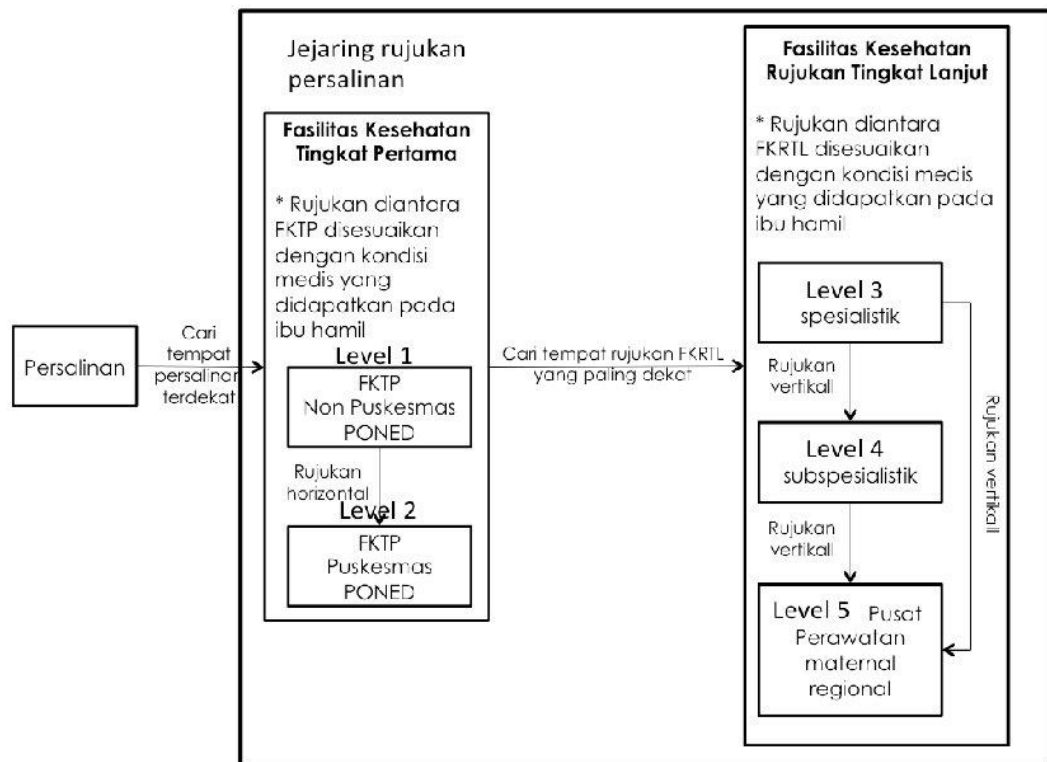 Persalinan
Cari
tempat
persalinan
terdekat
Jejaring rujukan
persalinan
Fasilitas Kesehatan
Tingkat Pertama
* Rujukan diantara
FKTP disesuaikan
dengan kondisi
medis yang
didapatkan pada
ibu hamil
Level 1
FKTP
Non Puskesmas
PONED
Rujukan
horizontal
Level 2
FKTP
Puskesmas
PONED
Cari tempat rujukan FKRTL
yang paling dekat
Fasilitas Kesehatan
Rujukan Tingkat Lanjut
* Rujukan diantara
FKRTL disesuaikan
dengan kondisi medis
yang didapatkan pada
ibu hamil
Level 3
spesialistik
Rujukan
vertikall
Level 4
subspesialistik
Rujukan
vertikall
Level 5 Pusat
Perawatan
maternal
regional
Rujukan vertikall